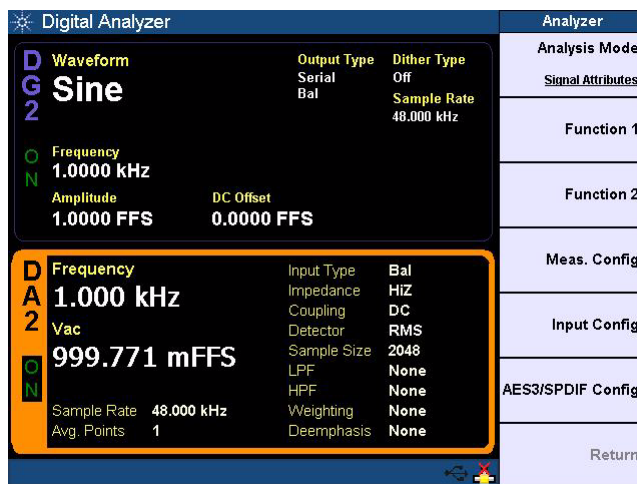 Digital Analyzer
DG2
ON
Waveform
Sine
Output Type
Serial
Bal
Dither Type
Off
Sample Rate
48.000 kHz
Frequency
1.0000 kHz
Amplitude
1.0000 FFS
DC Offset
0.0000 FFS
DA2
ON
Frequency
1.000 kHz
Vac
999.771 mFFS
Sample Rate 48.000 kHz
Avg. Points 1
Input Type Bal
Impedance HiZ
Coupling DC
Detector RMS
Sample Size 2048
LPF None
HPF None
Weighting None
Deemphasis None
Analyzer
Analysis Mode
Signal Attributes
Function 1
Function 2
Meas. Config
Input Config
AES3/SPDIF Config
Return